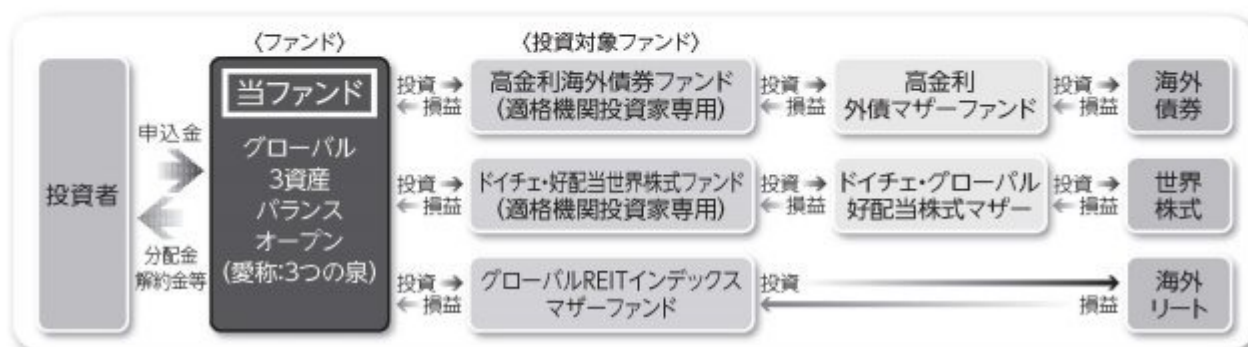 〈ファンド〉
〈投資対象ファンド〉
投資者
申込金
分配金
解約金等
当ファンド
グローバル
3資産
バランス
オープン
(愛称:3つの泉)
投資 →
← 損益
高金利海外債券ファンド
(適格機関投資家専用)
投資 →
← 損益
高金利
外債マザーファンド
投資 →
← 損益
海外
債券
投資 →
← 損益
ドイチェ・好配当世界株式ファンド
(適格機関投資家専用)
投資 →
← 損益
ドイチェ・グローバル
好配当株式マザー
投資 →
← 損益
世界
株式
投資 →
← 損益
グローバルREITインデックス
マザーファンド
投資
損益
海外
リート